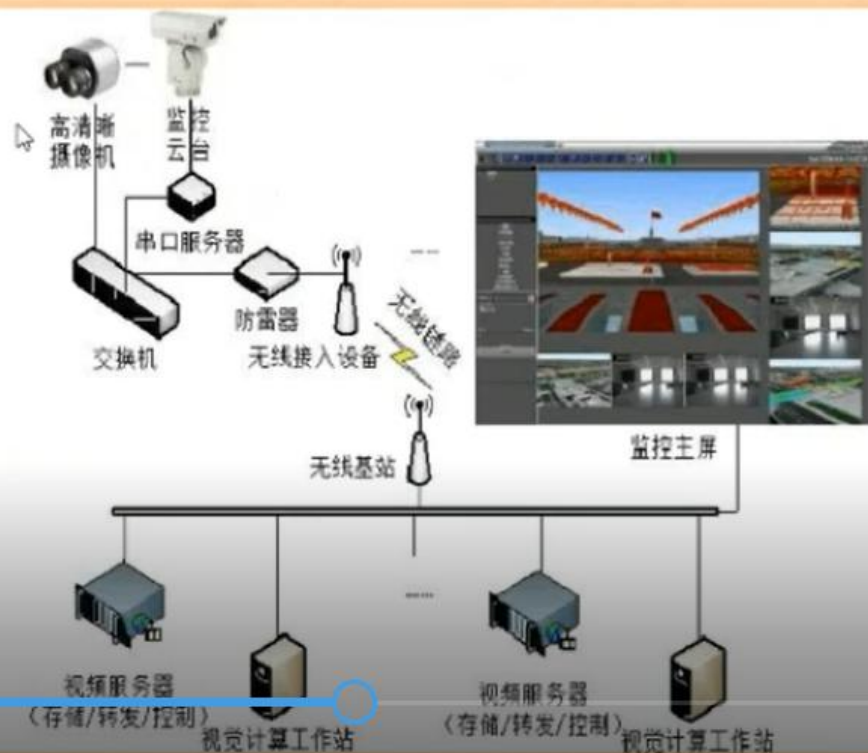 高清晰
摄像机
监控
云台
串口服务器
交换机
防雷器
无线接入设备
无线链路
无线基站
监控主屏
视频服务器
（存储/转发/控制）
视觉计算工作站
视频服务器
（存储/转发/控制）
视觉计算工作站